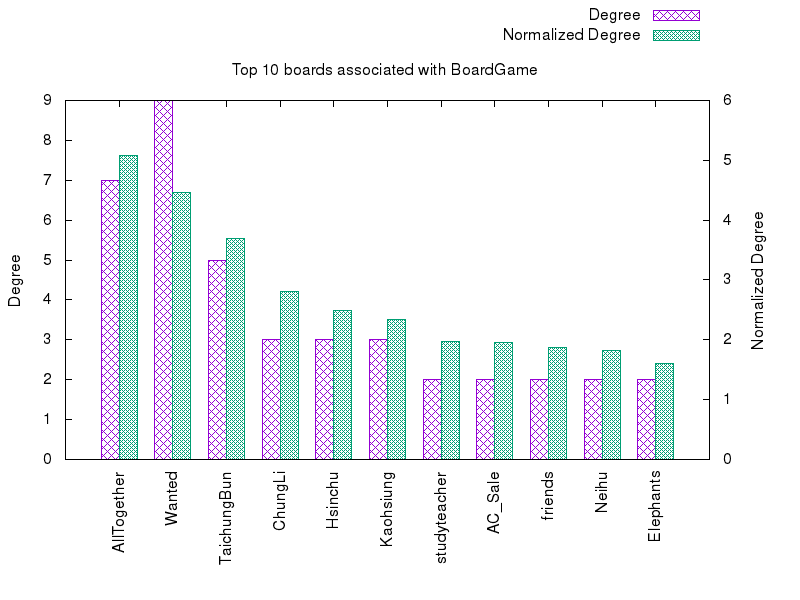 Degree
Normalized Degree
Top 10 boards associated with BoardGame
9
8
7
6
5
4
3
2
1
0
6
5
4
3
2
1
0
Degree
Normalized Degree
AllTogether
Wanted
TaichungBun
ChungLi
Hsinchu
Kaohsiung
studyteacher
AC_Sale
friends
Neihu
Elephants